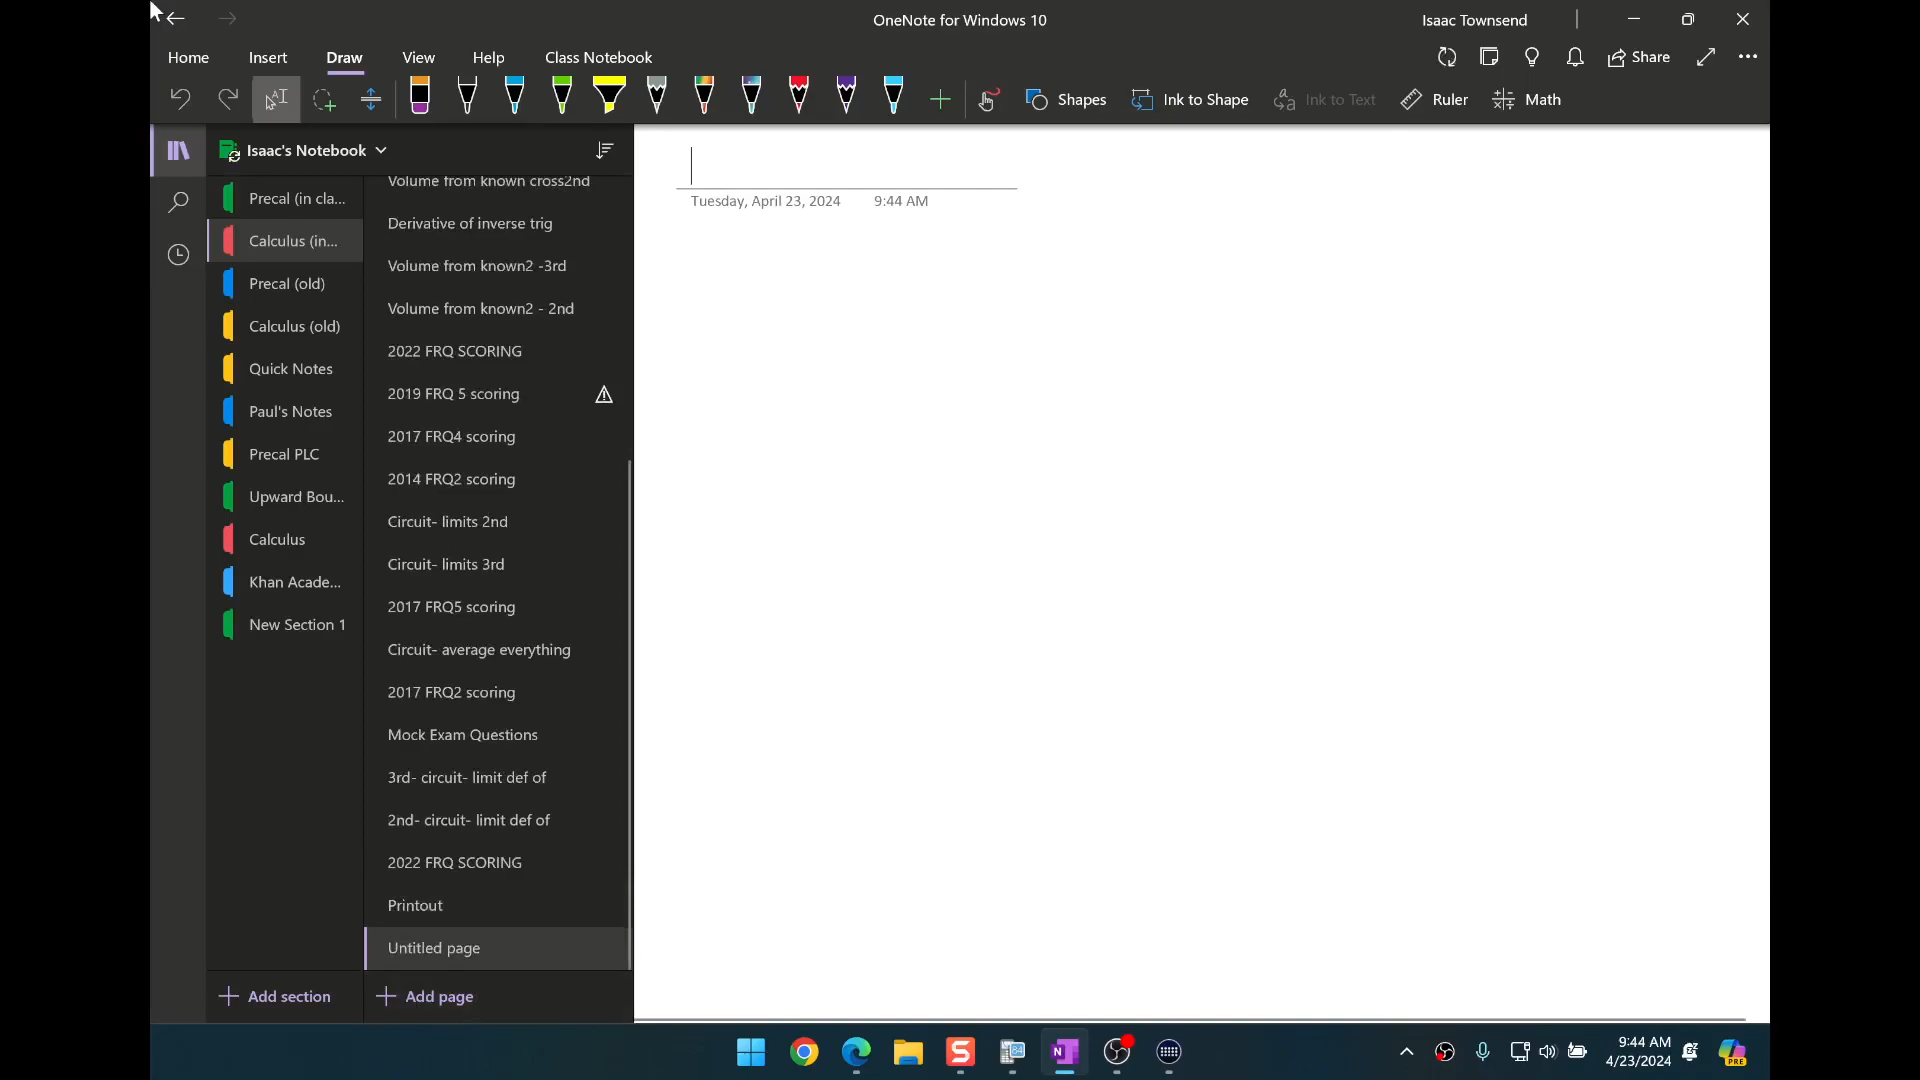 OneNote for Windows 10
Isaac Townsend
Home
Insert
Draw
View
Help
Class Notebook
Share
Shapes
Ink to Shape
Ink to Text
Ruler
Math
Isaac's Notebook
Precal (in cla...
Calculus (in...
Precal (old)
Calculus (old)
Quick Notes
Paul's Notes
Precal PLC
Upward Bou...
Calculus
Khan Acade...
New Section 1
Add section
Volume from known cross2nd
Derivative of inverse trig
Volume from known2 -3rd
Volume from known2 - 2nd
2022 FRQ SCORING
2019 FRQ 5 scoring
2017 FRQ4 scoring
2014 FRQ2 scoring
Circuit- limits 2nd
Circuit- limits 3rd
2017 FRQ5 scoring
Circuit- average everything
2017 FRQ2 scoring
Mock Exam Questions
3rd- circuit- limit def of
2nd- circuit- limit def of
2022 FRQ SCORING
Printout
Untitled page
Add page
Tuesday, April 23, 2024 9:44 AM
84
9:44 AM
4/23/2024
PRE